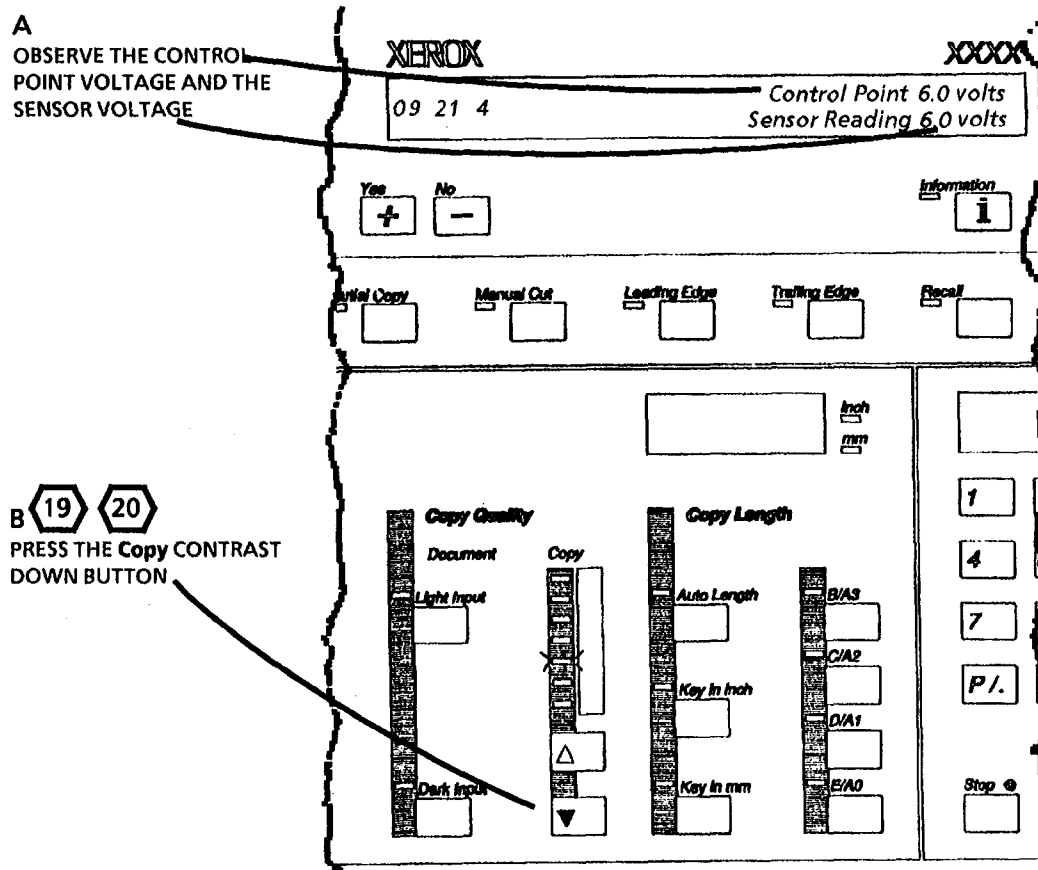 A
OBSERVE THE CONTROL
POINT VOLTAGE AND THE
SENSOR VOLTAGE
XEROX
XXXX
09 21 4
Control Point 6.0 volts
Sensor Reading 6.0 volts
Yes
+
No
−
Information
i
rtial Copy
Manual Cut
Leading Edge
Trailing Edge
Recall
Inch
mm
B 19 20
PRESS THE Copy CONTRAST
DOWN BUTTON
Copy Quality
Document
Copy
Light Input
Dark Input
Copy Length
Auto Length
Key in Inch
Key in mm
B/A3
C/A2
D/A1
E/A0
1
4
7
P/.
Stop